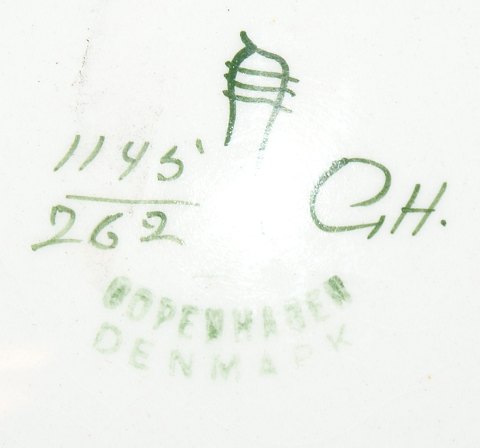 1145
262
GH.
COPENHAGEN
DENMARK